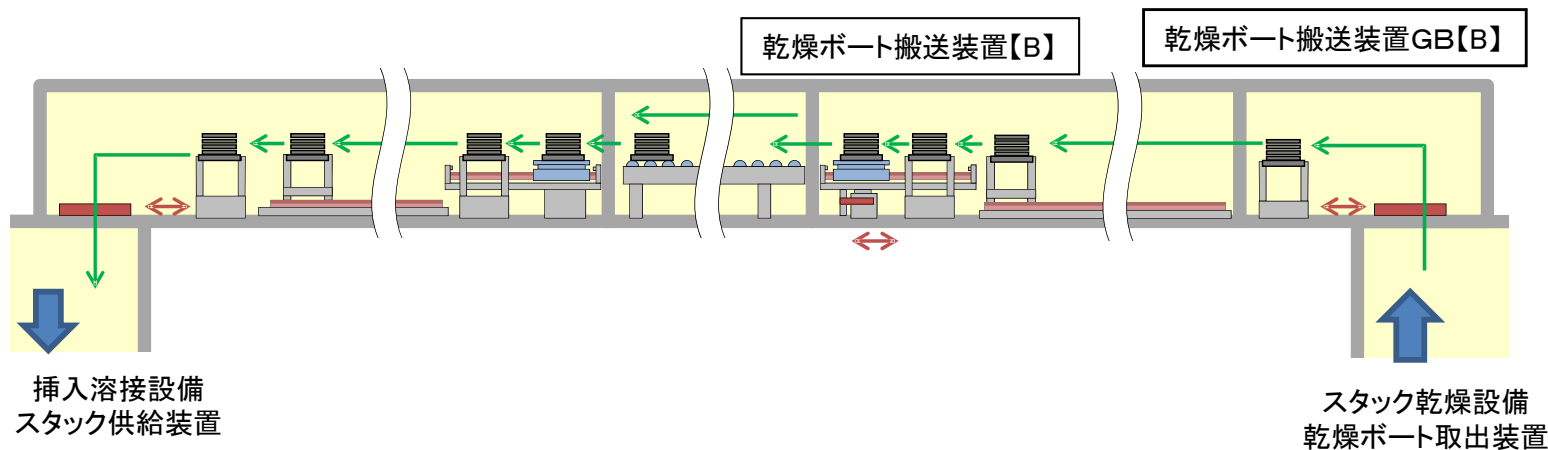 乾燥ボート搬送装置【B】
乾燥ボート搬送装置GB【B】
挿入溶接設備
スタック供給装置
スタック乾燥設備
乾燥ボート取出装置